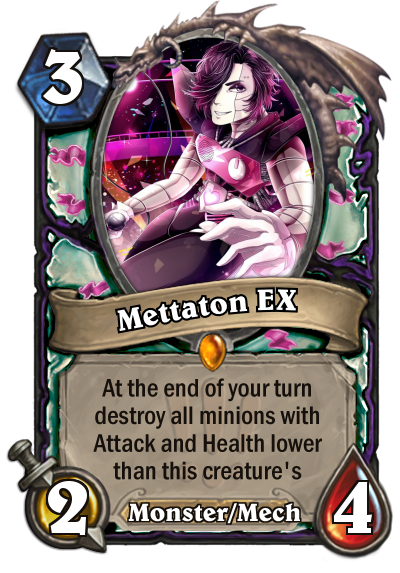 3
Mettaton EX
At the end of your turn
destroy all minions with
Attack and Health lower
than this creature's
2
Monster/Mech
4